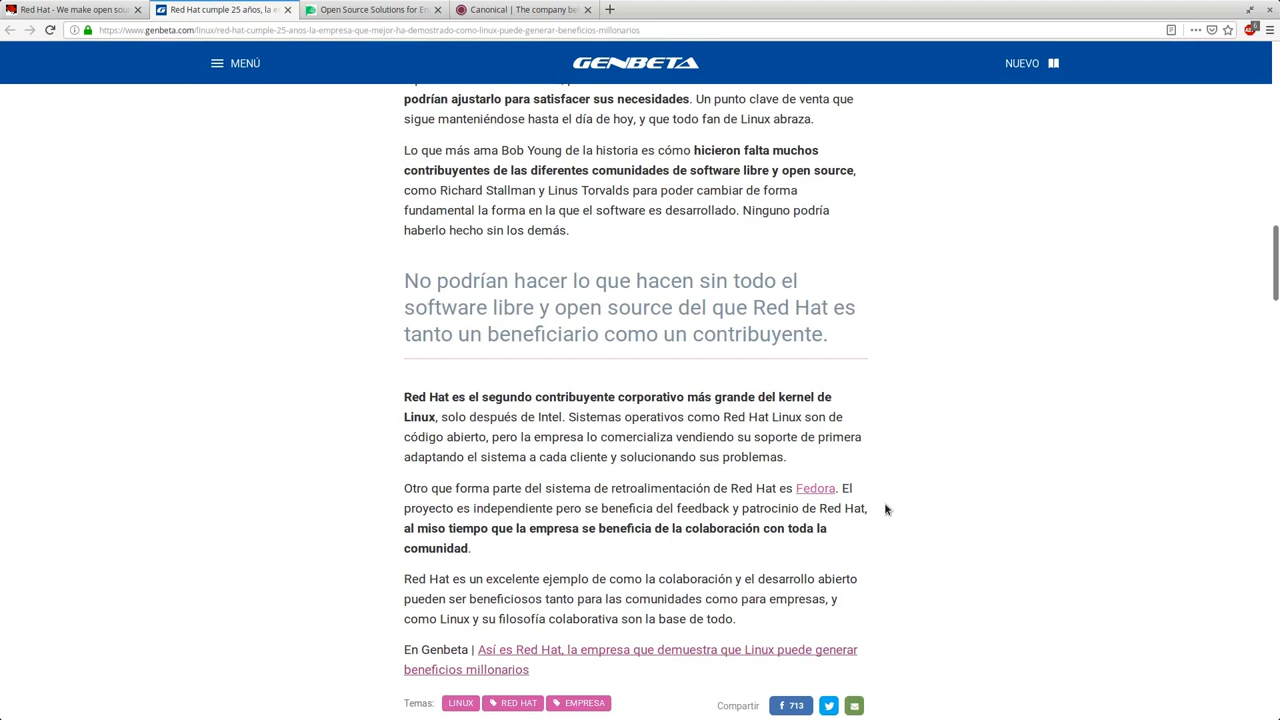 Red Hat - We make open sou
Red Hat cumple 25 años, la e
Open Source Solutions for En
Canonical | The company be
https://www.genbeta.com/linux/red-hat-cumple-25-anos-la-empresa-que-mejor-ha-demostrado-como-linux-puede-generar-beneficios-millonarios
MENÚ
GENBETA
NUEVO
podrían ajustarlo para satisfacer sus necesidades. Un punto clave de venta que
sigue manteniéndose hasta el día de hoy, y que todo fan de Linux abraza.
Lo que más ama Bob Young de la historia es cómo hicieron falta muchos
contribuyentes de las diferentes comunidades de software libre y open source,
como Richard Stallman y Linus Torvalds para poder cambiar de forma
fundamental la forma en la que el software es desarrollado. Ninguno podría
haberlo hecho sin los demás.
No podrían hacer lo que hacen sin todo el
software libre y open source del que Red Hat es
tanto un beneficiario como un contribuyente.
Red Hat es el segundo contribuyente corporativo más grande del kernel de
Linux, solo después de Intel. Sistemas operativos como Red Hat Linux son de
código abierto, pero la empresa lo comercializa vendiendo su soporte de primera
adaptando el sistema a cada cliente y solucionando sus problemas.
Otro que forma parte del sistema de retroalimentación de Red Hat es Fedora. El
proyecto es independiente pero se beneficia del feedback y patrocinio de Red Hat,
al miso tiempo que la empresa se beneficia de la colaboración con toda la
comunidad.
Red Hat es un excelente ejemplo de como la colaboración y el desarrollo abierto
pueden ser beneficiosos tanto para las comunidades como para empresas, y
como Linux y su filosofía colaborativa son la base de todo.
En Genbeta | Así es Red Hat, la empresa que demuestra que Linux puede generar
beneficios millonarios
Temas: LINUX RED HAT EMPRESA
Compartir f 713